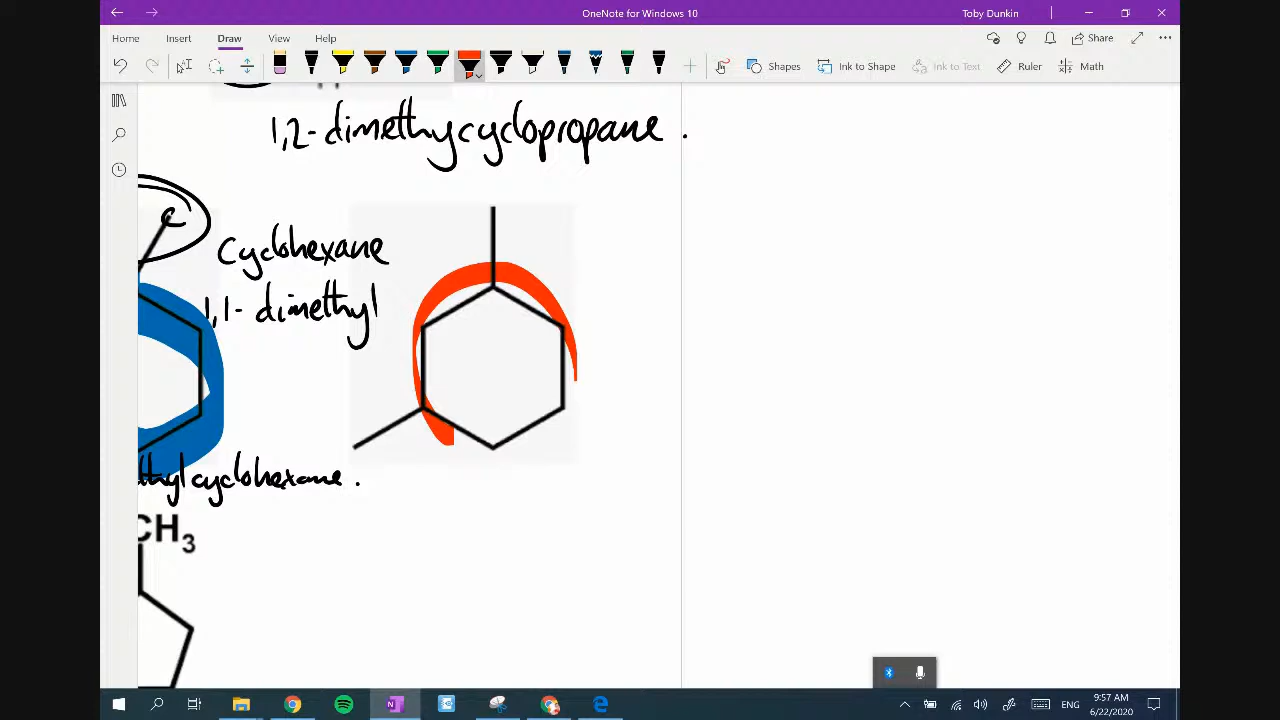 OneNote for Windows 10
Toby Dunkin
Home Insert Draw View Help
Share
Shapes Ink to Shape Ink to Text Ruler Math
1,2- dimethycyclopropane .
C
Cyclohexane
1,1- dimethyl
thylcyclohexane .
CH3
ENG
9:57 AM
6/22/2020